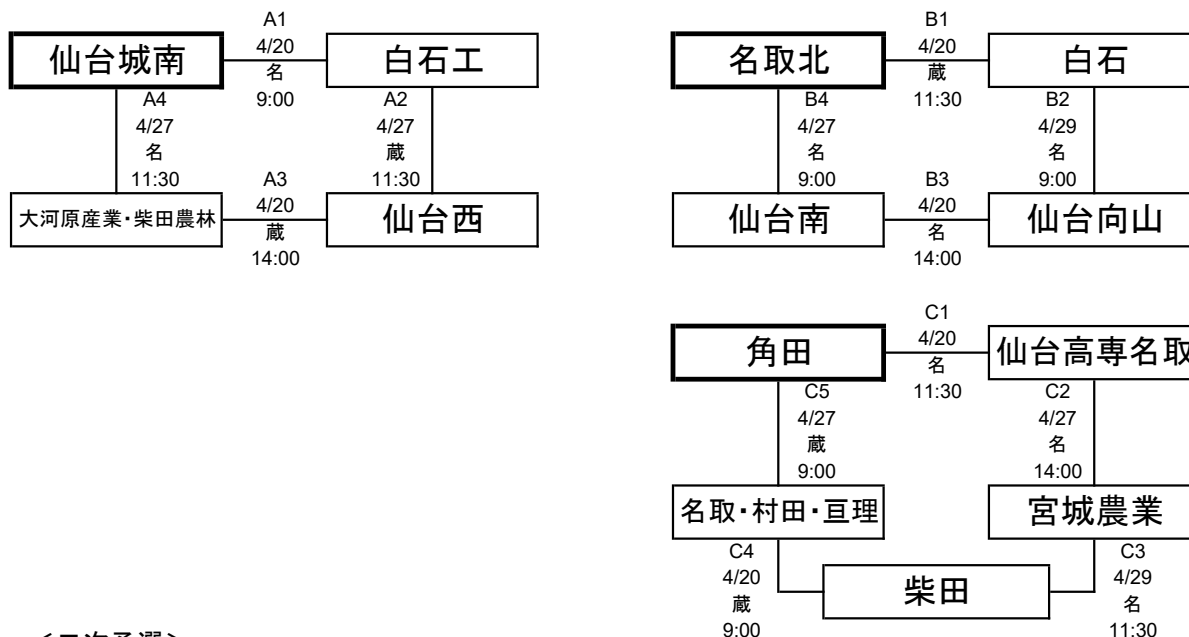 A1
4/20
名
9:00
仙台城南
白石工
A4
4/27
名
11:30
A2
4/27
蔵
11:30
A3
4/20
蔵
14:00
大河原産業・柴田農林
仙台西
B1
4/20
蔵
11:30
名取北
白石
B4
4/27
名
9:00
B2
4/29
名
9:00
B3
4/20
名
14:00
仙台南
仙台向山
C1
4/20
名
11:30
角田
仙台高専名取
C5
4/27
蔵
9:00
C2
4/27
名
14:00
名取・村田・亘理
宮城農業
C4
4/20
蔵
9:00
柴田
C3
4/29
名
11:30